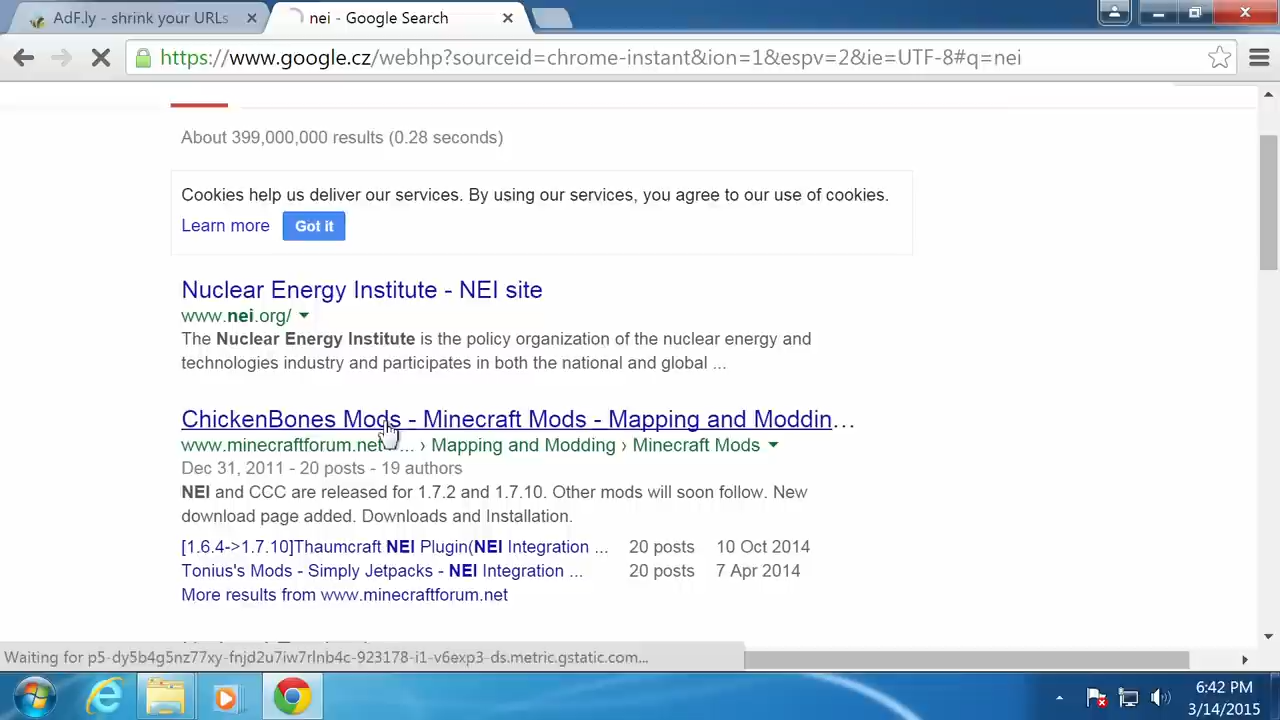 AdF.ly - shrink your URLs
nei - Google Search
https://www.google.cz/webhp?sourceid=chrome-instant&ion=1&espv=2&ie=UTF-8#q=nei
About 399,000,000 results (0.28 seconds)
Cookies help us deliver our services. By using our services, you agree to our use of cookies.
Learn more Got it
Nuclear Energy Institute - NEI site
www.nei.org/
The Nuclear Energy Institute is the policy organization of the nuclear energy and
technologies industry and participates in both the national and global ...
ChickenBones Mods - Minecraft Mods - Mapping and Moddin...
www.minecraftforum.net/... › Mapping and Modding › Minecraft Mods
Dec 31, 2011 - 20 posts - 19 authors
NEI and CCC are released for 1.7.2 and 1.7.10. Other mods will soon follow. New
download page added. Downloads and Installation.
[1.6.4->1.7.10]Thaumcraft NEI Plugin(NEI Integration ... 20 posts 10 Oct 2014
Tonius's Mods - Simply Jetpacks - NEI Integration ... 20 posts 7 Apr 2014
More results from www.minecraftforum.net
Waiting for p5-dy5b4g5nz77xy-fnjd2u7iw7rlnb4c-923178-i1-v6exp3-ds.metric.gstatic.com...
6:42 PM
3/14/2015